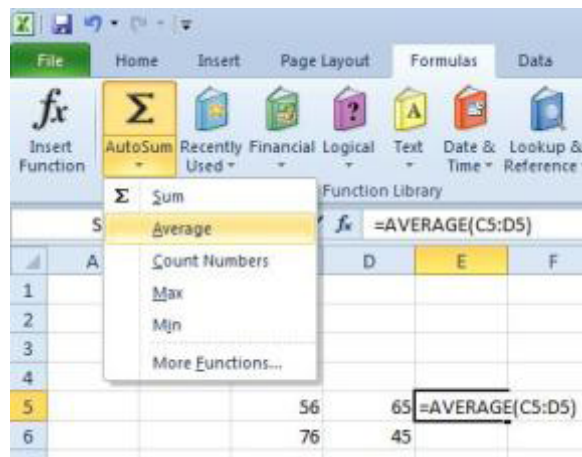 File Home Insert Page Layout Formulas Data
fx Σ ? A
Insert Function AutoSum Recently Used Financial Logical Text Date & Time Lookup & Reference
Function Library
Σ Sum
Average
Count Numbers
Max
Min
More Functions...
S fx =AVERAGE(C5:D5)
A D E F
1
2
3
4
5 56 65 =AVERAGE(C5:D5)
6 76 45